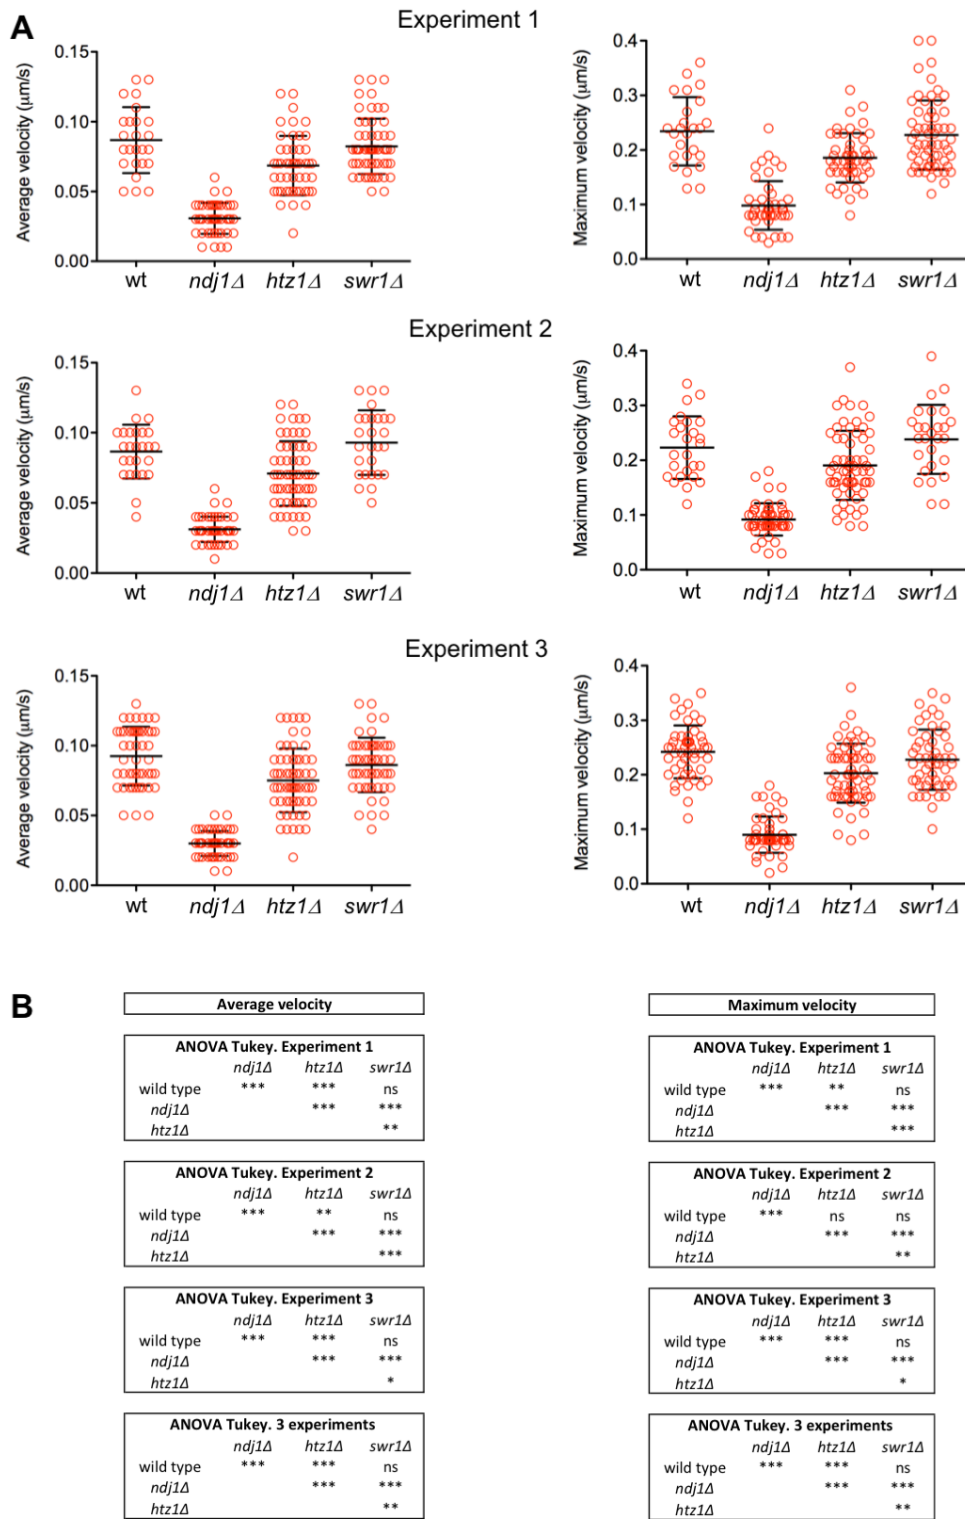 A
Experiment 1
Average velocity (μm/s)
0.15
0.10
0.05
0.00
wt ndj1Δ htz1Δ swr1Δ
Maximum velocity (μm/s)
0.4
0.3
0.2
0.1
0.0
wt ndj1Δ htz1Δ swr1Δ
Experiment 2
Average velocity (μm/s)
0.15
0.10
0.05
0.00
wt ndj1Δ htz1Δ swr1Δ
Maximum velocity (μm/s)
0.4
0.3
0.2
0.1
0.0
wt ndj1Δ htz1Δ swr1Δ
Experiment 3
Average velocity (μm/s)
0.15
0.10
0.05
0.00
wt ndj1Δ htz1Δ swr1Δ
Maximum velocity (μm/s)
0.4
0.3
0.2
0.1
0.0
wt ndj1Δ htz1Δ swr1Δ
B
Average velocity
ANOVA Tukey. Experiment 1
ndj1Δ htz1Δ swr1Δ
wild type *** *** ns
ndj1Δ *** ***
htz1Δ **
ANOVA Tukey. Experiment 2
ndj1Δ htz1Δ swr1Δ
wild type *** ** ns
ndj1Δ *** ***
htz1Δ ***
ANOVA Tukey. Experiment 3
ndj1Δ htz1Δ swr1Δ
wild type *** *** ns
ndj1Δ *** ***
htz1Δ *
ANOVA Tukey. 3 experiments
ndj1Δ htz1Δ swr1Δ
wild type *** *** ns
ndj1Δ *** ***
htz1Δ **
Maximum velocity
ANOVA Tukey. Experiment 1
ndj1Δ htz1Δ swr1Δ
wild type *** ** ns
ndj1Δ *** ***
htz1Δ ***
ANOVA Tukey. Experiment 2
ndj1Δ htz1Δ swr1Δ
wild type *** ns ns
ndj1Δ *** ***
htz1Δ **
ANOVA Tukey. Experiment 3
ndj1Δ htz1Δ swr1Δ
wild type *** *** ns
ndj1Δ *** ***
htz1Δ *
ANOVA Tukey. 3 experiments
ndj1Δ htz1Δ swr1Δ
wild type *** *** ns
ndj1Δ *** ***
htz1Δ **